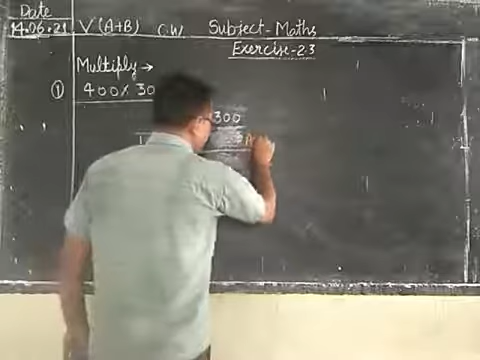 Date
14.06.21 V (A+B) C.W. Subject - Maths
Exercise-2.3
Multiply →
① 400 x 30
300